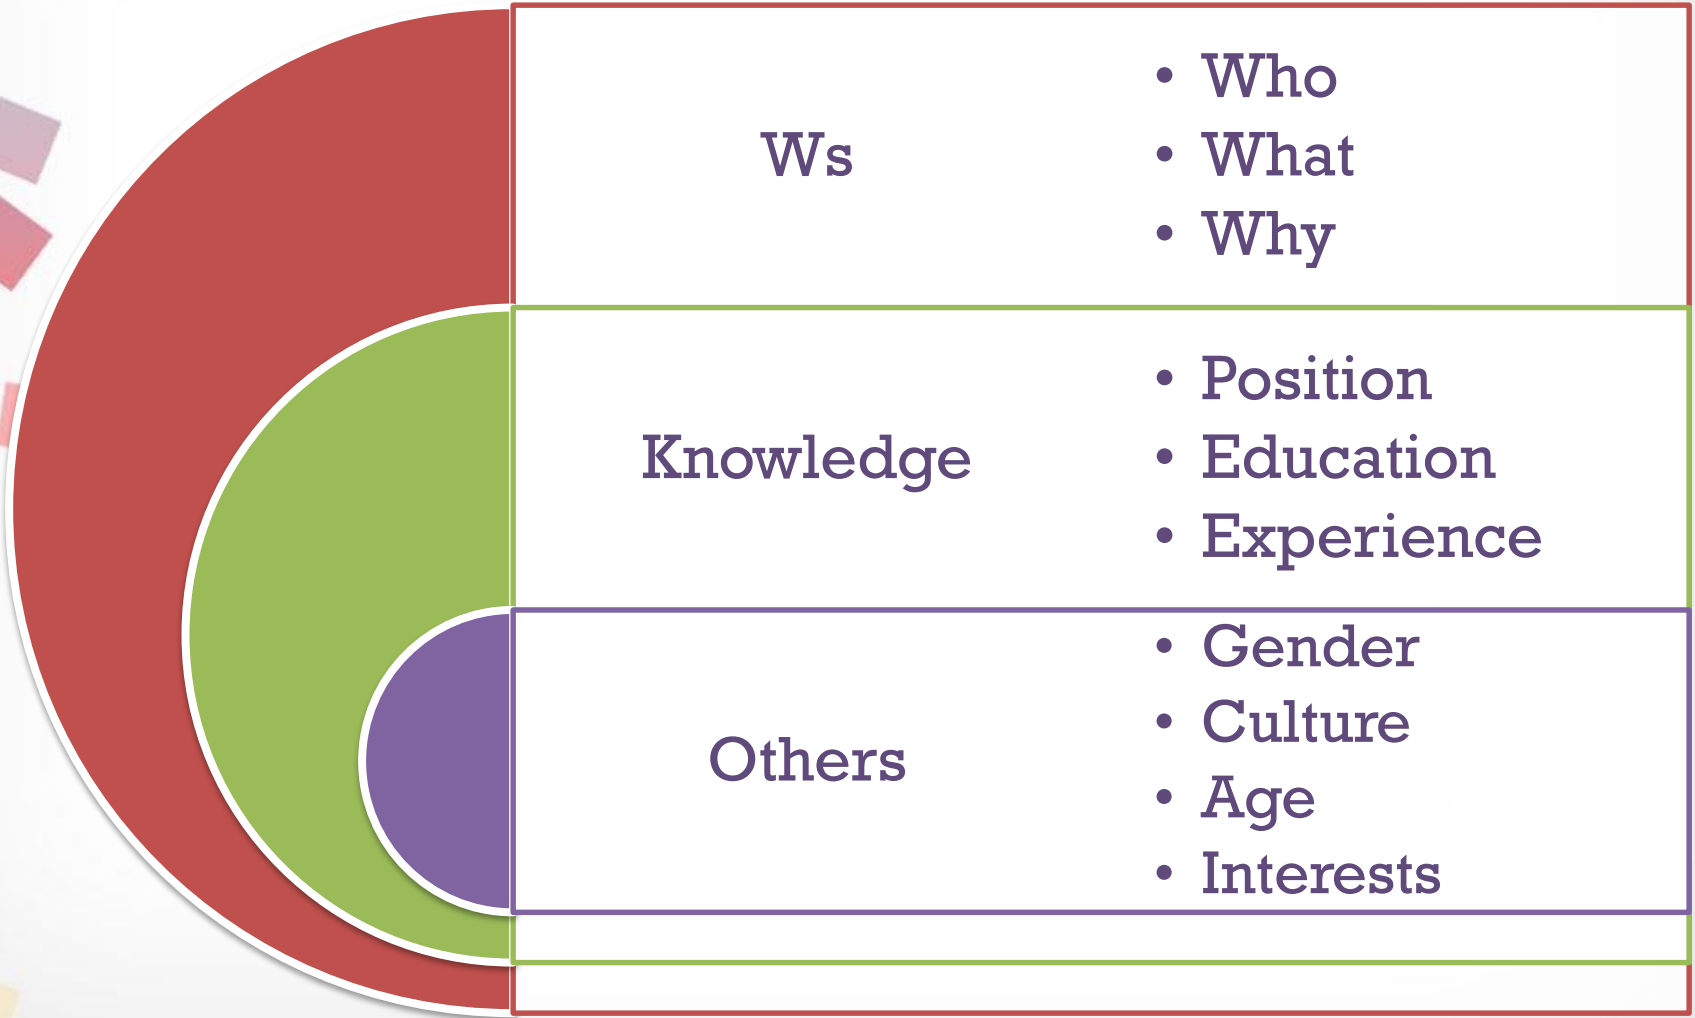 Ws
• Who
• What
• Why
Knowledge
• Position
• Education
• Experience
Others
• Gender
• Culture
• Age
• Interests